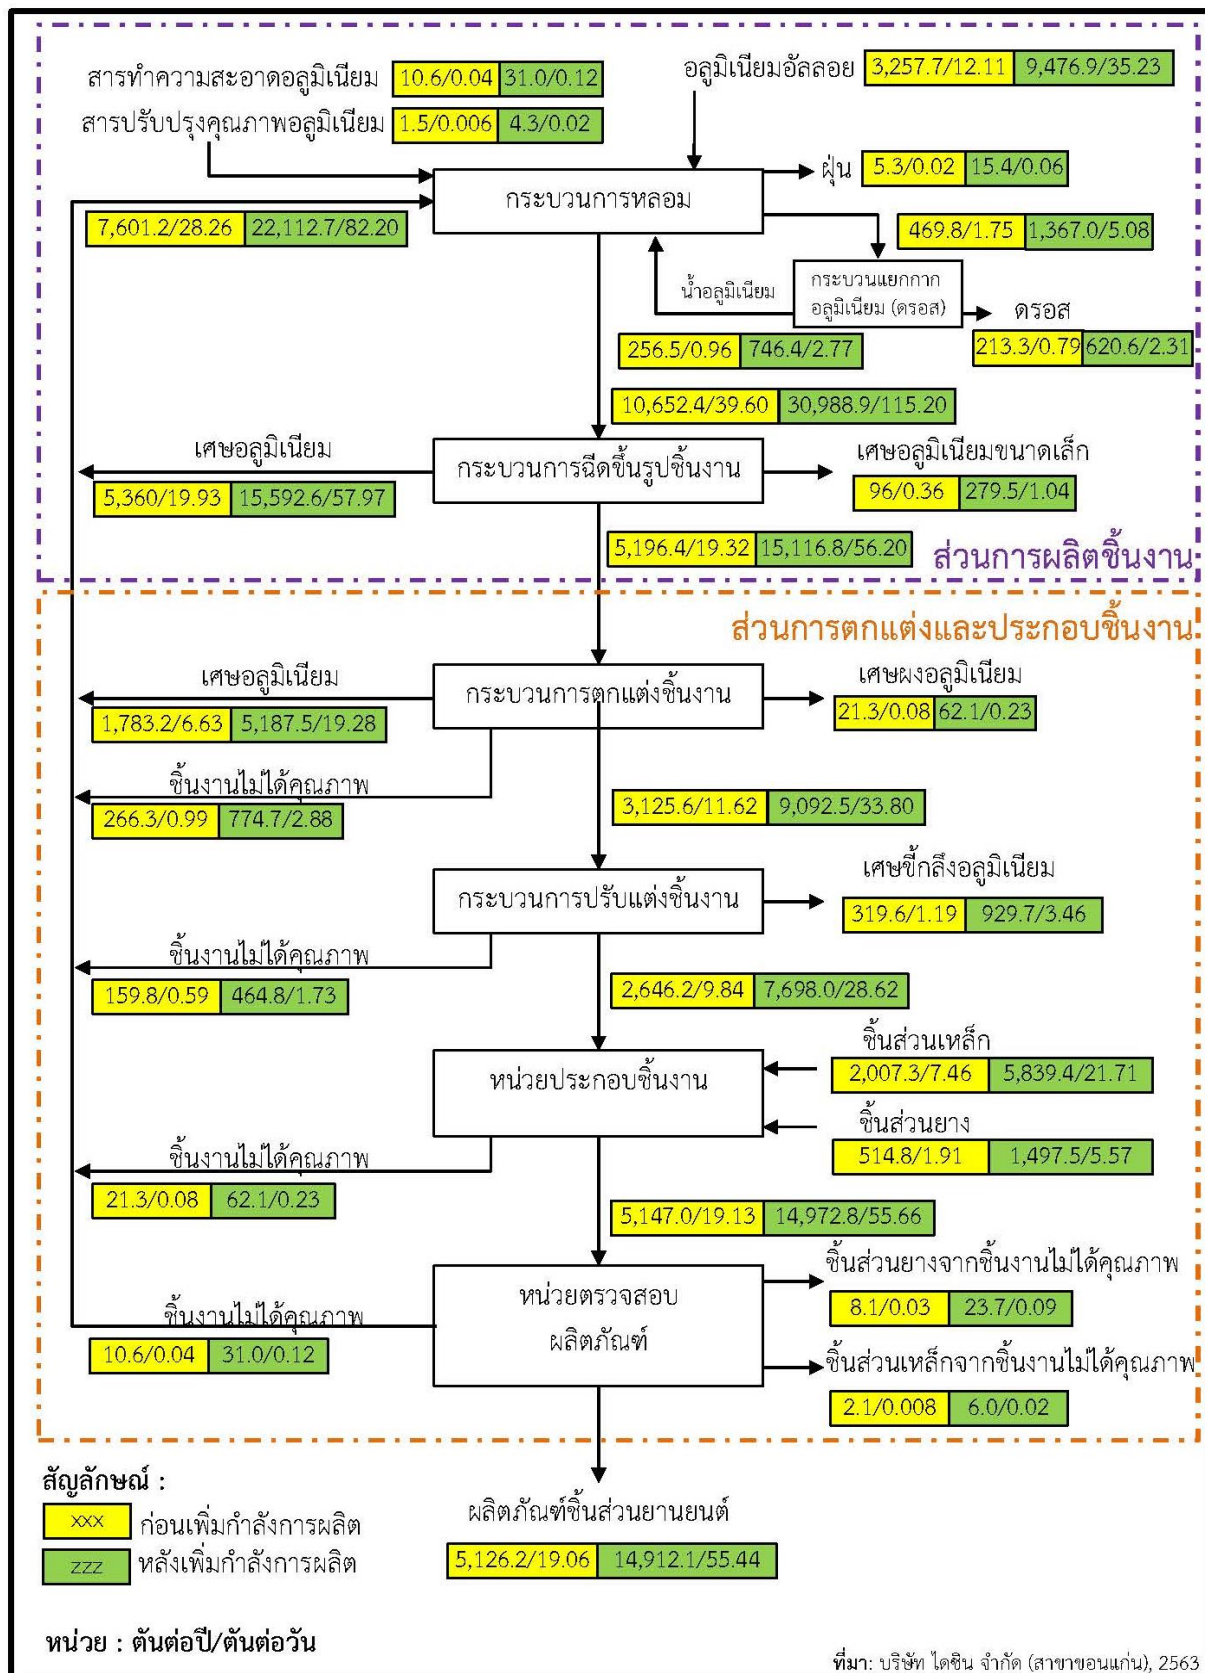 สารทำความสะอาดอลูมิเนียม 10.6/0.04 31.0/0.12
อลูมิเนียมอัลลอย 3,257.7/12.11 9,476.9/35.23
สารปรับปรุงคุณภาพอลูมิเนียม 1.5/0.006 4.3/0.02
กระบวนการหลอม
ฝุ่น 5.3/0.02 15.4/0.06
7,601.2/28.26 22,112.7/82.20
469.8/1.75 1,367.0/5.08
น้ำอลูมิเนียม
กระบวนแยกกาก
อลูมิเนียม (ดรอส)
ดรอส
256.5/0.96 746.4/2.77
213.3/0.79 620.6/2.31
10,652.4/39.60 30,988.9/115.20
เศษอลูมิเนียม
กระบวนการฉีดขึ้นรูปชิ้นงาน
เศษอลูมิเนียมขนาดเล็ก
5,360/19.93 15,592.6/57.97
96/0.36 279.5/1.04
5,196.4/19.32 15,116.8/56.20
ส่วนการผลิตชิ้นงาน
ส่วนการตกแต่งและประกอบชิ้นงาน
เศษอลูมิเนียม
กระบวนการตกแต่งชิ้นงาน
เศษผงอลูมิเนียม
1,783.2/6.63 5,187.5/19.28
21.3/0.08 62.1/0.23
ชิ้นงานไม่ได้คุณภาพ
266.3/0.99 774.7/2.88
3,125.6/11.62 9,092.5/33.80
กระบวนการปรับแต่งชิ้นงาน
เศษขี้กลึงอลูมิเนียม
319.6/1.19 929.7/3.46
ชิ้นงานไม่ได้คุณภาพ
159.8/0.59 464.8/1.73
2,646.2/9.84 7,698.0/28.62
หน่วยประกอบชิ้นงาน
ชิ้นส่วนเหล็ก
2,007.3/7.46 5,839.4/21.71
ชิ้นส่วนยาง
514.8/1.91 1,497.5/5.57
ชิ้นงานไม่ได้คุณภาพ
21.3/0.08 62.1/0.23
5,147.0/19.13 14,972.8/55.66
หน่วยตรวจสอบ
ผลิตภัณฑ์
ชิ้นส่วนยางจากชิ้นงานไม่ได้คุณภาพ
8.1/0.03 23.7/0.09
ชิ้นงานไม่ได้คุณภาพ
10.6/0.04 31.0/0.12
ชิ้นส่วนเหล็กจากชิ้นงานไม่ได้คุณภาพ
2.1/0.008 6.0/0.02
สัญลักษณ์ :
xxx ก่อนเพิ่มกำลังการผลิต
zzz หลังเพิ่มกำลังการผลิต
ผลิตภัณฑ์ชิ้นส่วนยานยนต์
5,126.2/19.06 14,912.1/55.44
หน่วย : ตันต่อปี/ตันต่อวัน
ที่มา: บริษัท ไดชิน จำกัด (สาขาขอนแก่น), 2563